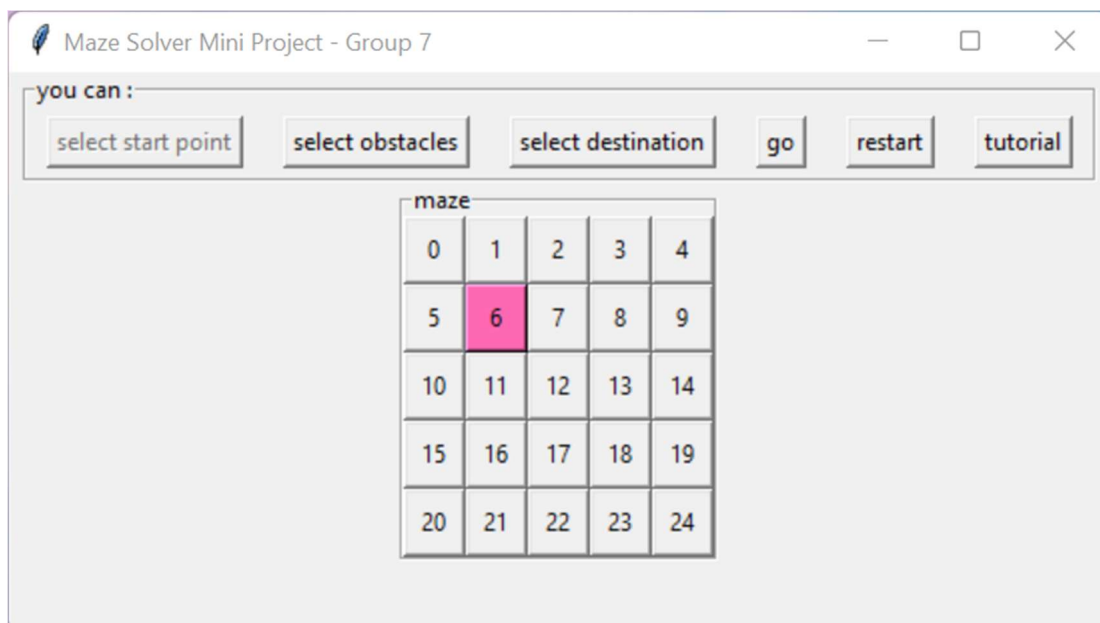 Maze Solver Mini Project - Group 7
you can :
select start point select obstacles select destination go restart tutorial
maze
0 1 2 3 4
5 6 7 8 9
10 11 12 13 14
15 16 17 18 19
20 21 22 23 24